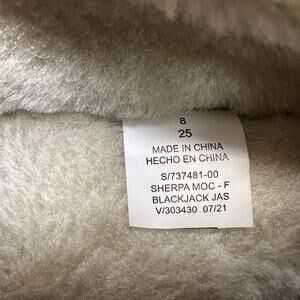 8
25
MADE IN CHINA
HECHO EN CHINA
S/737481-00
SHERPA MOC - F
BLACKJACK JAS
V/303430 07/21